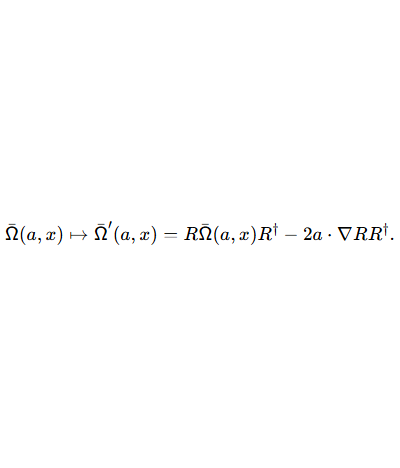 Ω̄(a, x) ↦ Ω̄′(a, x) = RΩ̄(a, x)R† − 2a · ∇RR†.